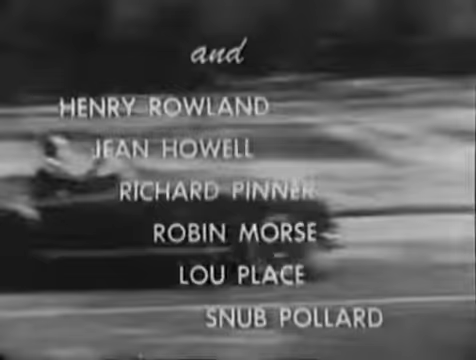 and
HENRY ROWLAND
JEAN HOWELL
RICHARD PINNER
ROBIN MORSE
LOU PLACE
SNUB POLLARD